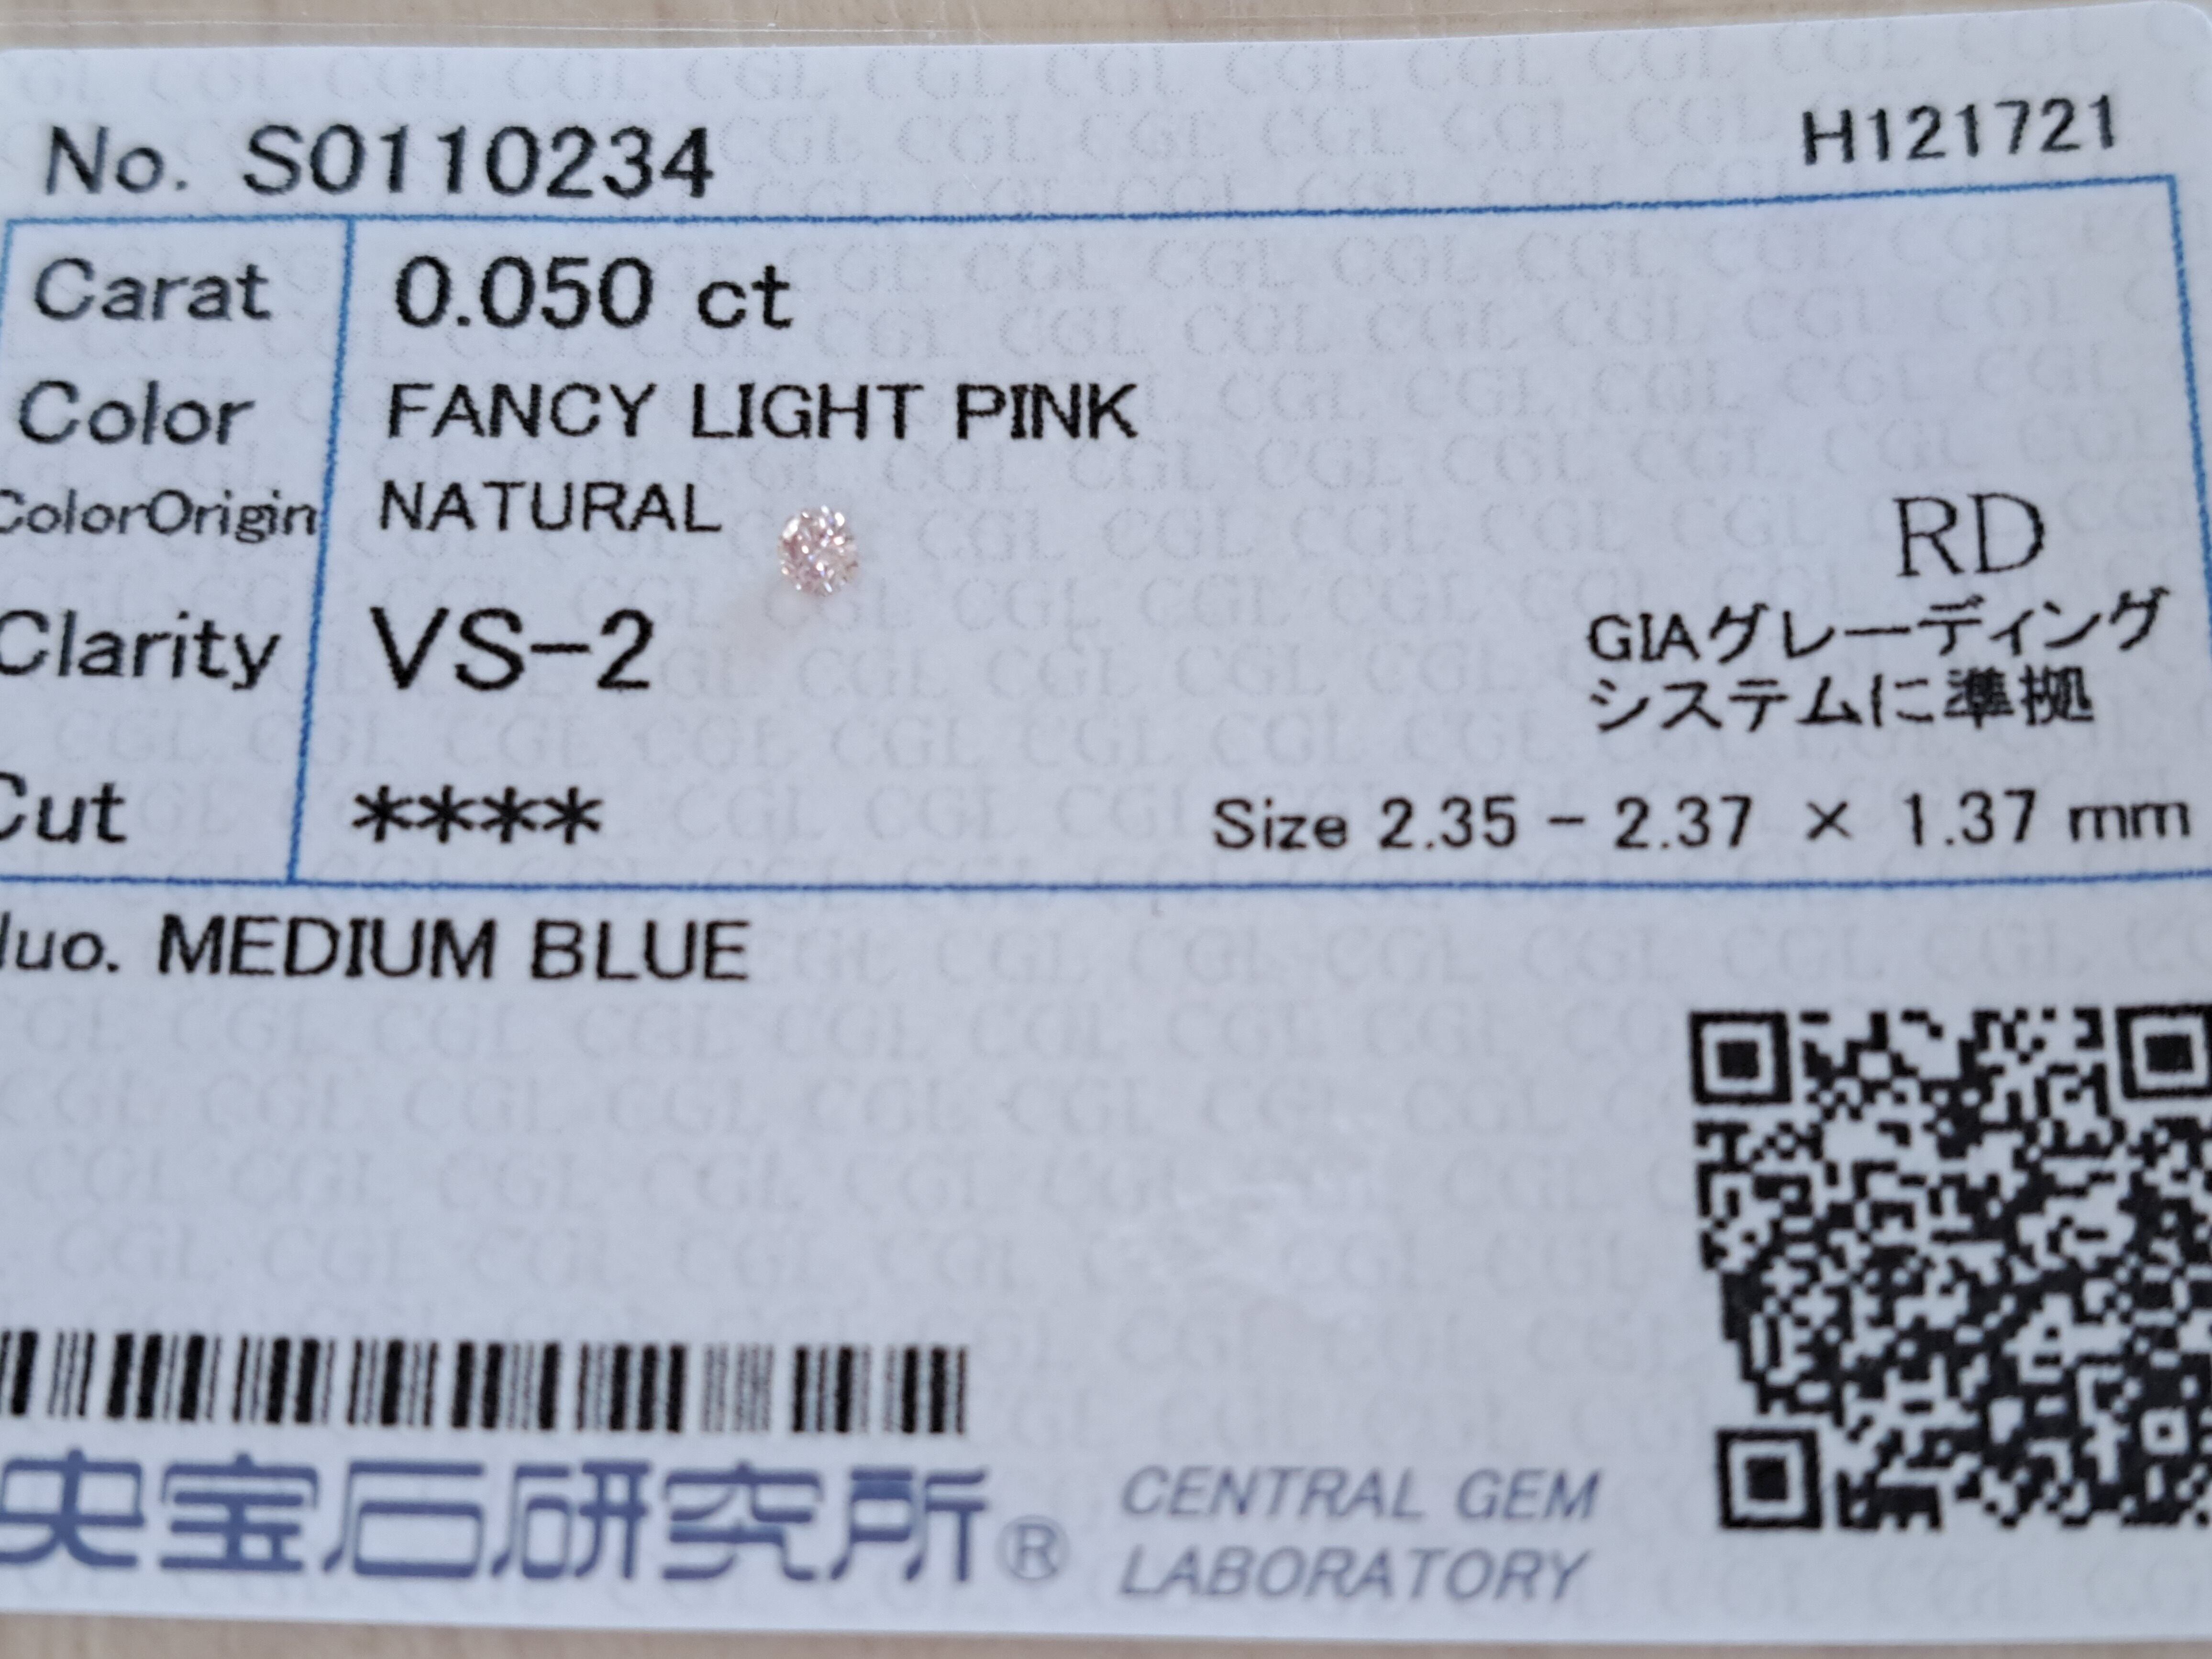 No. S0110234
H121721
Carat 0.050 ct
Color FANCY LIGHT PINK
ColorOrigin NATURAL
RD
Clarity VS-2
GIAグレーディング
システムに準拠
Cut ****
Size 2.35 - 2.37 × 1.37 mm
luo. MEDIUM BLUE
央宝石研究所®
CENTRAL GEM
LABORATORY
CGL